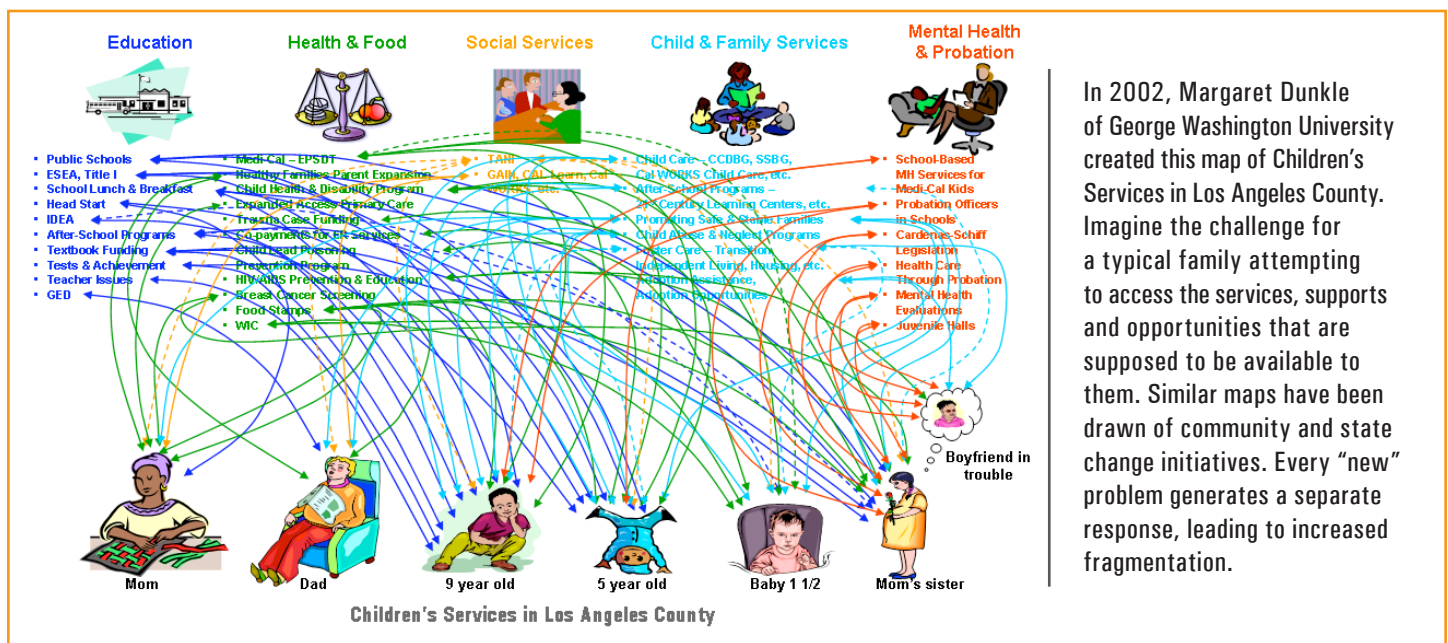 Education
Health & Food
Social Services
Child & Family Services
Mental Health
& Probation
Public Schools
ESEA, Title I
School Lunch & Breakfast
Head Start
IDEA
After-School Programs
Textbook Funding
Tests & Achievement
Teacher Issues
GED
Medi-Cal – EPSDT
Healthy Families Parent Expansion
Child Health & Disability Program
Expanded Access Primary Care
Trauma Case Funding
Co-payments for ER Services
Child Lead Poisoning
Prevention Program
HIV/AIDS Prevention & Education
Breast Cancer Screening
Food Stamps
WIC
GAIN, CAL Learn, Cal
WORKS, etc.
Child Care – CCDBG, SSBG,
Cal WORKS Child Care, etc.
After-School Programs –
21st Century Learning Centers, etc.
Promoting Safe & Stable Families
Child Abuse & Neglect Programs
Foster Care – Transition,
Independent Living, Housing, etc.
Adoption Assistance,
Adoption Opportunities
School-Based
MH Services for
Medi-Cal Kids
Probation Officers
in Schools
Cardenas-Schiff
Legislation
Health Care
Through Probation
Mental Health
Evaluations
Juvenile Halls
Boyfriend in
trouble
Mom
Dad
9 year old
5 year old
Baby 1 1/2
Mom's sister
Children's Services in Los Angeles County
In 2002, Margaret Dunkle
of George Washington University
created this map of Children’s
Services in Los Angeles County.
Imagine the challenge for
a typical family attempting
to access the services, supports
and opportunities that are
supposed to be available to
them. Similar maps have been
drawn of community and state
change initiatives. Every “new”
problem generates a separate
response, leading to increased
fragmentation.